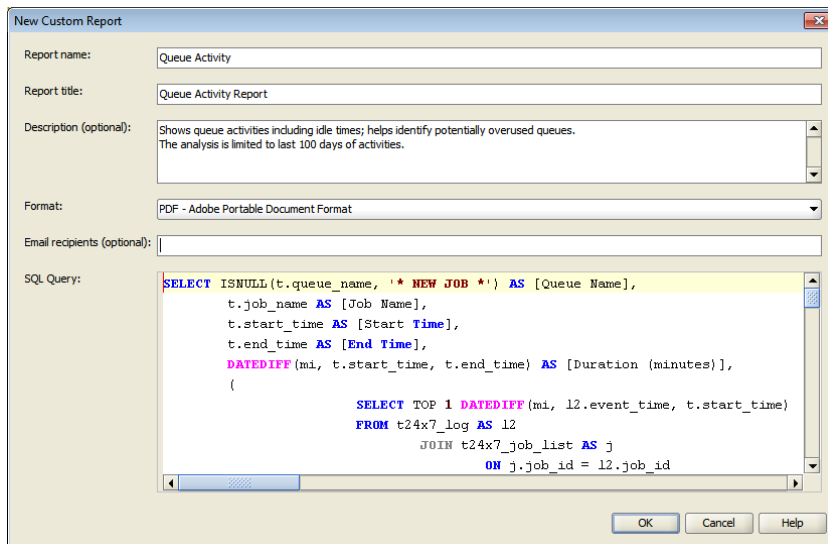 New Custom Report
Report name:
Queue Activity
Report title:
Queue Activity Report
Description (optional):
Shows queue activities including idle times; helps identify potentially overused queues.
The analysis is limited to last 100 days of activities.
Format:
PDF - Adobe Portable Document Format
Email recipients (optional):
SQL Query:
SELECT ISNULL(t.queue_name, '* NEW JOB *') AS [Queue Name],
t.job_name AS [Job Name],
t.start_time AS [Start Time],
t.end_time AS [End Time],
DATEDIFF(mi, t.start_time, t.end_time) AS [Duration (minutes)],
(
SELECT TOP 1 DATEDIFF(mi, l2.event_time, t.start_time)
FROM t24x7_log AS l2
JOIN t24x7_job_list AS j
ON j.job_id = l2.job_id
OK Cancel Help